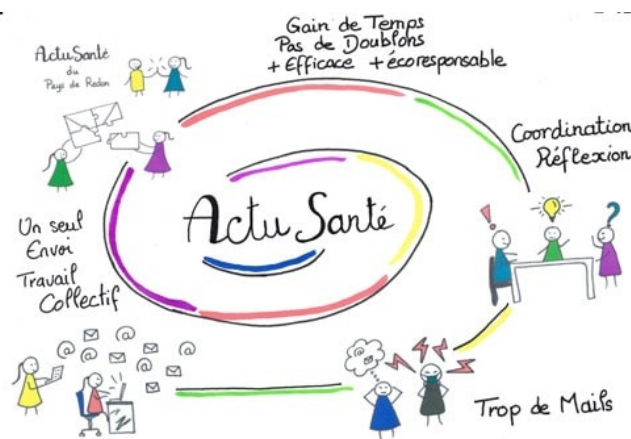 Gain de Temps
Pas de Doublons
+ Efficace + écoresponsable
ActuSanté
du
Pays de Redon
Coordination
Réflexion
!
?
Actu Santé
Un seul
Envoi
Travail
Collectif
@ @ @ @ @
@
Trop de Mails